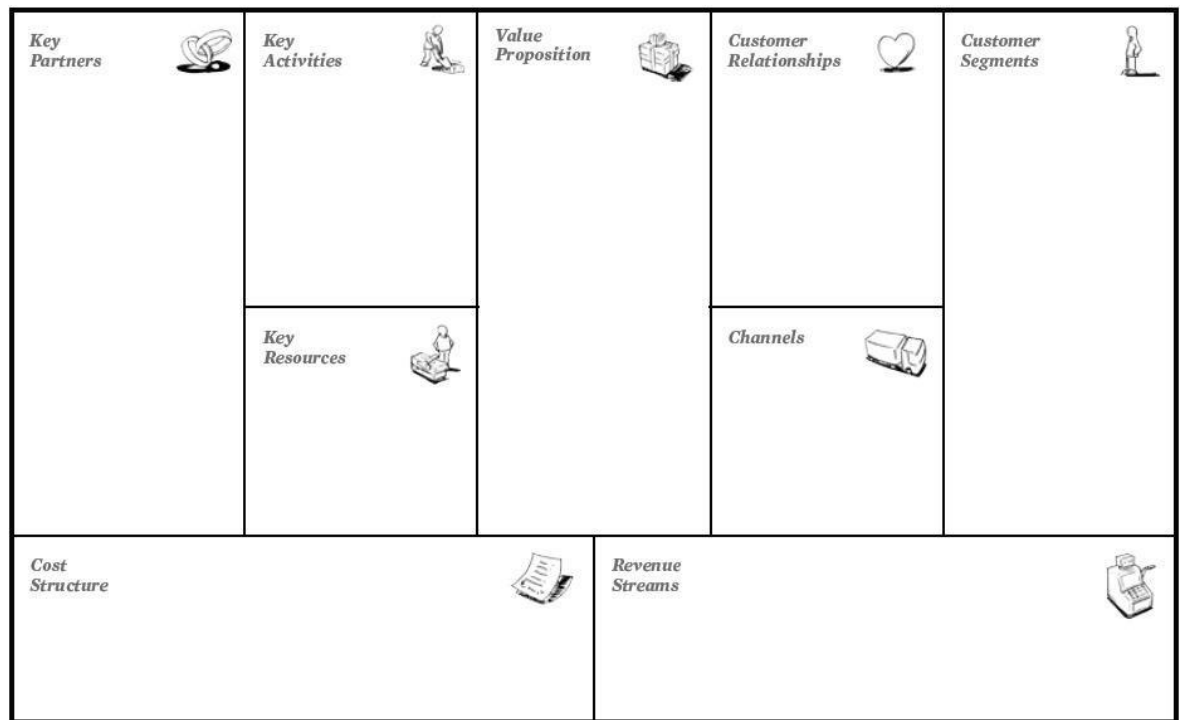 Key
Partners
Key
Activities
Value
Proposition
Customer
Relationships
Customer
Segments
Key
Resources
Channels
Cost
Structure
Revenue
Streams